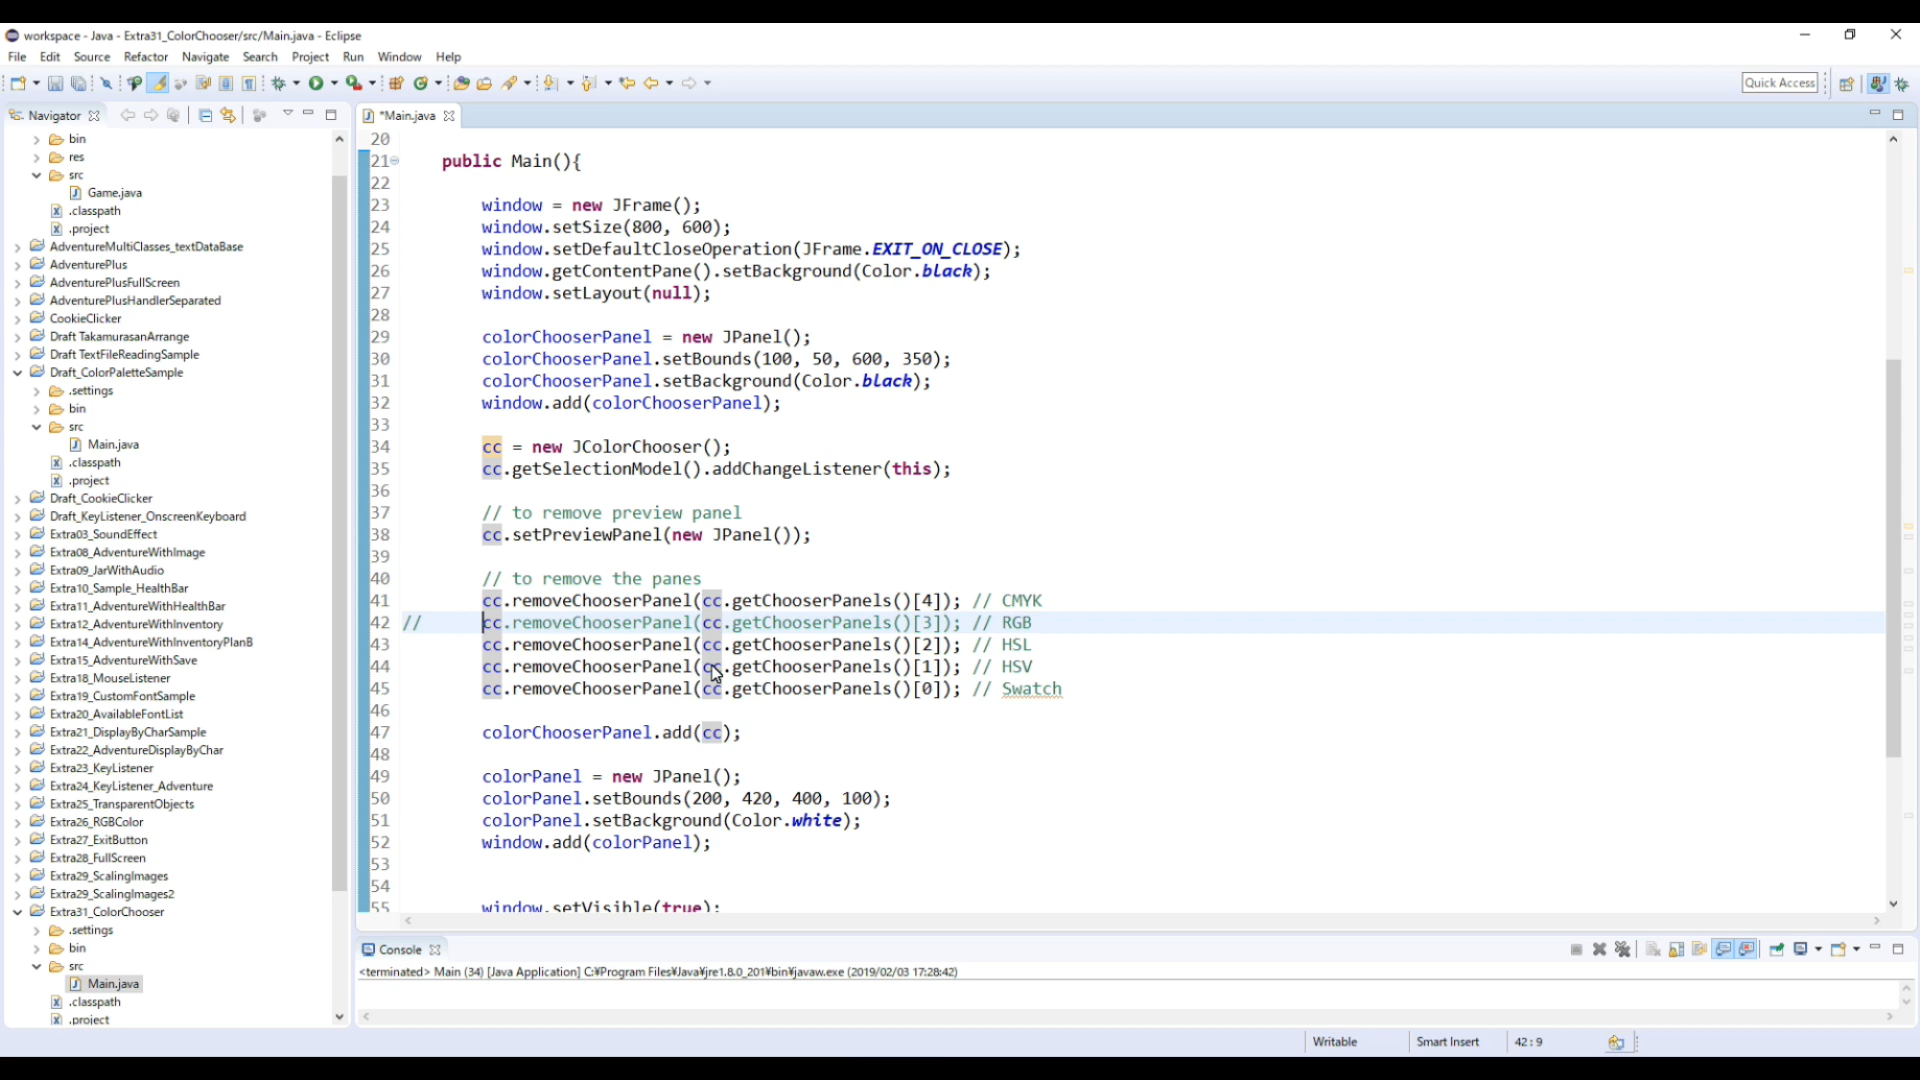 workspace - Java - Extra31_ColorChooser/src/Main.java - Eclipse
File Edit Source Refactor Navigate Search Project Run Window Help
Quick Access
Navigator
bin
res
src
Game.java
.classpath
.project
AdventureMultiClasses_textDataBase
AdventurePlus
AdventurePlusFullScreen
AdventurePlusHandlerSeparated
CookieClicker
Draft TakamurasanArrange
Draft TextFileReadingSample
Draft_ColorPaletteSample
.settings
bin
src
Main.java
.classpath
.project
Draft_CookieClicker
Draft_KeyListener_OnscreenKeyboard
Extra03_SoundEffect
Extra08_AdventureWithImage
Extra09_JarWithAudio
Extra10_Sample_HealthBar
Extra11_AdventureWithHealthBar
Extra12_AdventureWithInventory
Extra14_AdventureWithInventoryPlanB
Extra15_AdventureWithSave
Extra18_MouseListener
Extra19_CustomFontSample
Extra20_AvailableFontList
Extra21_DisplayByCharSample
Extra22_AdventureDisplayByChar
Extra23_KeyListener
Extra24_KeyListener_Adventure
Extra25_TransparentObjects
Extra26_RGBColor
Extra27_ExitButton
Extra28_FullScreen
Extra29_ScalingImages
Extra29_ScalingImages2
Extra31_ColorChooser
.settings
bin
src
Main.java
.classpath
.project
*Main.java
20
21 public Main(){
22
23 window = new JFrame();
24 window.setSize(800, 600);
25 window.setDefaultCloseOperation(JFrame.EXIT_ON_CLOSE);
26 window.getContentPane().setBackground(Color.black);
27 window.setLayout(null);
28
29 colorChooserPanel = new JPanel();
30 colorChooserPanel.setBounds(100, 50, 600, 350);
31 colorChooserPanel.setBackground(Color.black);
32 window.add(colorChooserPanel);
33
34 cc = new JColorChooser();
35 cc.getSelectionModel().addChangeListener(this);
36
37 // to remove preview panel
38 cc.setPreviewPanel(new JPanel());
39
40 // to remove the panes
41 cc.removeChooserPanel(cc.getChooserPanels()[4]); // CMYK
42 // cc.removeChooserPanel(cc.getChooserPanels()[3]); // RGB
43 cc.removeChooserPanel(cc.getChooserPanels()[2]); // HSL
44 cc.removeChooserPanel(cc.getChooserPanels()[1]); // HSV
45 cc.removeChooserPanel(cc.getChooserPanels()[0]); // Swatch
46
47 colorChooserPanel.add(cc);
48
49 colorPanel = new JPanel();
50 colorPanel.setBounds(200, 420, 400, 100);
51 colorPanel.setBackground(Color.white);
52 window.add(colorPanel);
53
54
55 window.setVisible(true);
Console
<terminated> Main (34) [Java Application] C:¥Program Files¥Java¥jre1.8.0_201¥bin¥javaw.exe (2019/02/03 17:28:42)
Writable Smart Insert 42 : 9